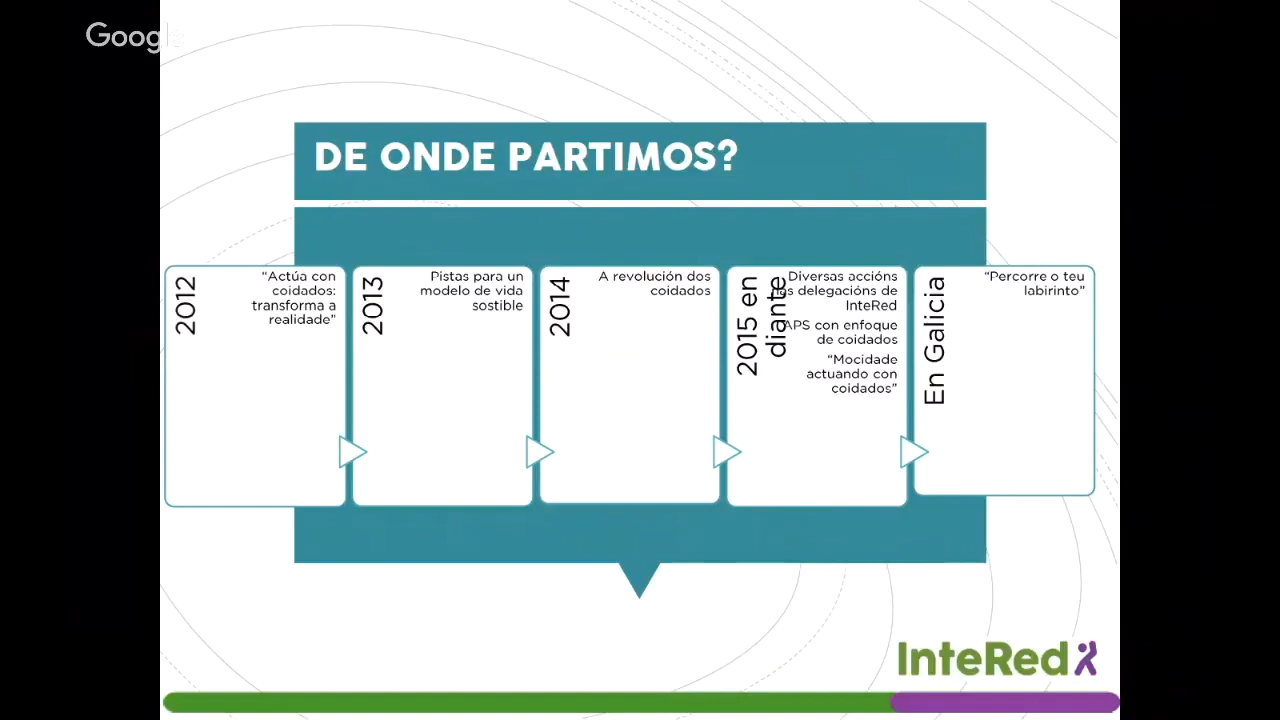 Google
DE ONDE PARTIMOS?
2012
“Actúa con
coidados:
transforma a
realidade”
2013
Pistas para un
modelo de vida
sostible
2014
A revolución dos
coidados
2015 en
diante
Diversas accións
nas delegacións de
InteRed
APS con enfoque
de coidados
“Mocidade
actuando con
coidados”
En Galicia
“Percorre o teu
labirinto”
InteRed